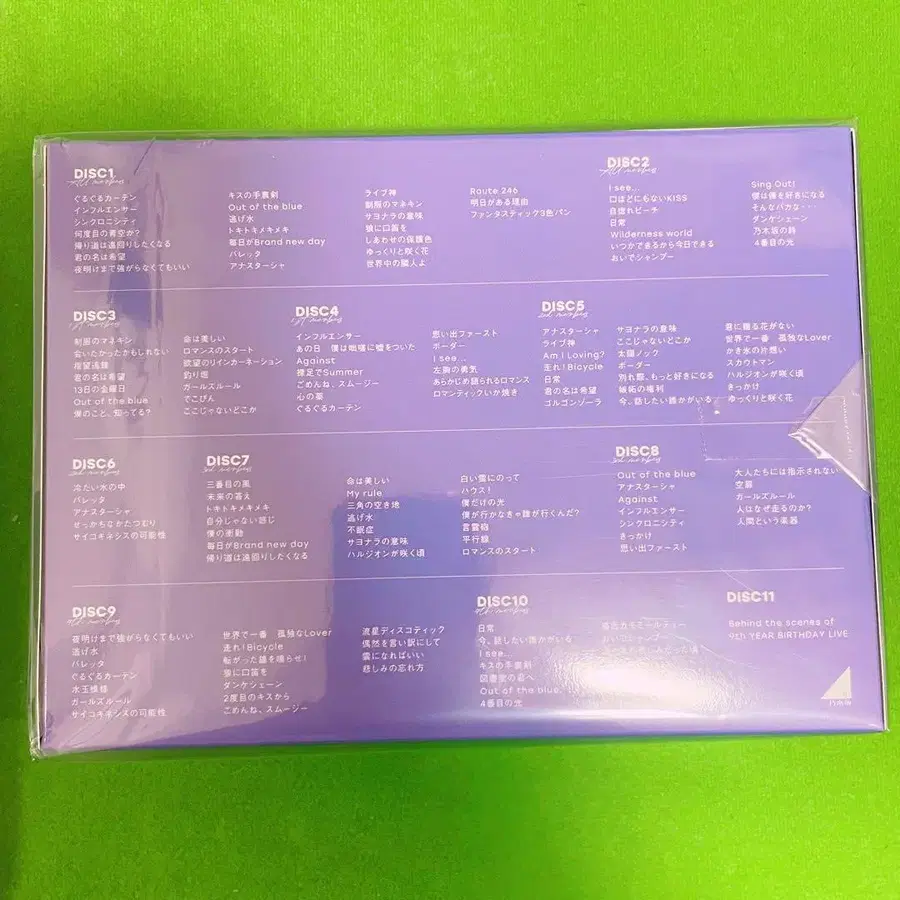 DISC1
All members
ぐるぐるカーテン
インフルエンサー
シンクロニシティ
何度目の青空か?
帰り道は遠回りしたくなる
君の名は希望
夜明けまで強がらなくてもいい
キスの手裏剣
Out of the blue
逃げ水
トキトキメキメキ
毎日がBrand new day
バレッタ
アナスターシャ
ライブ神
制服のマネキン
サヨナラの意味
狼に口笛を
しあわせの保護色
ゆっくりと咲く花
世界中の隣人よ
Route 246
明日がある理由
ファンタスティック3色パン
DISC2
All members
I see...
口ほどにもないKISS
自惚れビーチ
日常
Wilderness world
いつかできるから今日できる
おいでシャンプー
Sing Out!
僕は僕を好きになる
そんなバカな・・・
ダンケシェーン
乃木坂の詩
4番目の光
DISC3
1st members
制服のマネキン
会いたかったかもしれない
指望遠鏡
君の名は希望
13日の金曜日
Out of the blue
僕のこと、知ってる?
命は美しい
ロマンスのスタート
欲望のリインカーネーション
釣り堀
ガールズルール
でこぴん
ここじゃないどこか
DISC4
1st members
インフルエンサー
あの日 僕は咄嗟に嘘をついた
Against
裸足でSummer
ごめんね、スムージー
心の薬
ぐるぐるカーテン
思い出ファースト
ボーダー
I see...
左胸の勇気
あらかじめ語られるロマンス
ロマンティックいか焼き
DISC5
2nd members
アナスターシャ
ライブ神
Am I Loving?
走れ!Bicycle
日常
君の名は希望
ゴルゴンゾーラ
サヨナラの意味
ここじゃないどこか
太陽ノック
ボーダー
別れ際、もっと好きになる
嫉妬の権利
今、話したい誰かがいる
君に贈る花がない
世界で一番 孤独なLover
かき氷の片想い
スカウトマン
ハルジオンが咲く頃
きっかけ
ゆっくりと咲く花
DISC6
2nd members
冷たい水の中
バレッタ
アナスターシャ
せっかちなかたつむり
サイコキネシスの可能性
DISC7
3rd members
三番目の風
未来の答え
トキトキメキメキ
自分じゃない感じ
僕の衝動
毎日がBrand new day
帰り道は遠回りしたくなる
命は美しい
My rule
三角の空き地
逃げ水
不眠症
サヨナラの意味
ハルジオンが咲く頃
白い雲にのって
ハウス!
僕だけの光
僕が行かなきゃ誰が行くんだ?
言霊砲
平行線
ロマンスのスタート
DISC8
3rd members
Out of the blue
アナスターシャ
Against
インフルエンサー
シンクロニシティ
きっかけ
思い出ファースト
大人たちには指示されない
空扉
ガールズルール
人はなぜ走るのか?
人間という楽器
DISC9
4th members
夜明けまで強がらなくてもいい
逃げ水
バレッタ
ぐるぐるカーテン
水玉模様
ガールズルール
サイコキネシスの可能性
世界で一番 孤独なLover
走れ!Bicycle
転がった鐘を鳴らせ!
狼に口笛を
ダンケシェーン
2度目のキスから
ごめんね、スムージー
流星ディスコティック
偶然を言い訳にして
雲になればいい
悲しみの忘れ方
DISC10
4th members
日常
今、話したい誰かがいる
I see...
キスの手裏剣
図書室の君へ
Out of the blue
4番目の光
おいでシャンプー
DISC11
Behind the scenes of
9th YEAR BIRTHDAY LIVE
乃木坂